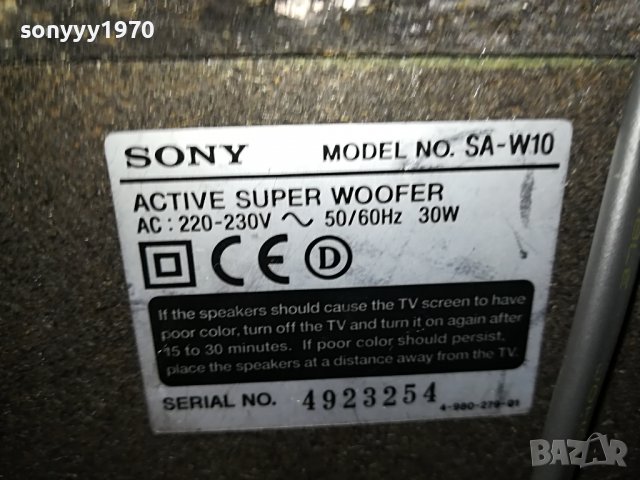 sonyyy1970
SONY MODEL NO. SA-W10
ACTIVE SUPER WOOFER
AC : 220-230V ～ 50/60Hz 30W
CE D
If the speakers should cause the TV screen to have
poor color, turn off the TV and turn it on again after
15 to 30 minutes. If poor color should persist,
place the speakers at a distance away from the TV.
SERIAL NO. 4923254 4-980-279-01
BAZAR